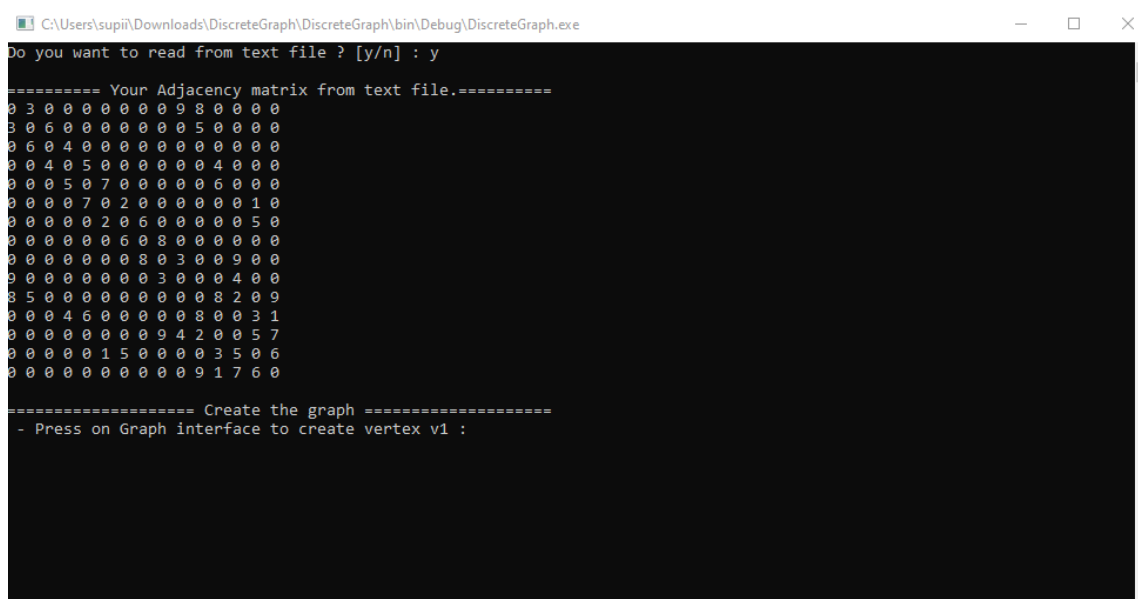 C:\Users\supii\Downloads\DiscreteGraph\DiscreteGraph\bin\Debug\DiscreteGraph.exe
Do you want to read from text file ? [y/n] : y
========== Your Adjacency matrix from text file.==========
0 3 0 0 0 0 0 0 0 9 8 0 0 0 0
3 0 6 0 0 0 0 0 0 0 5 0 0 0 0
0 6 0 4 0 0 0 0 0 0 0 0 0 0 0
0 0 4 0 5 0 0 0 0 0 0 4 0 0 0
0 0 0 5 0 7 0 0 0 0 0 6 0 0 0
0 0 0 0 7 0 2 0 0 0 0 0 0 1 0
0 0 0 0 0 2 0 6 0 0 0 0 0 5 0
0 0 0 0 0 0 6 0 8 0 0 0 0 0 0
0 0 0 0 0 0 0 8 0 3 0 0 9 0 0
9 0 0 0 0 0 0 0 3 0 0 0 4 0 0
8 5 0 0 0 0 0 0 0 0 0 8 2 0 9
0 0 0 4 6 0 0 0 0 0 8 0 0 3 1
0 0 0 0 0 0 0 0 9 4 2 0 0 5 7
0 0 0 0 0 1 5 0 0 0 0 3 5 0 6
0 0 0 0 0 0 0 0 0 0 9 1 7 6 0
==================== Create the graph ====================
- Press on Graph interface to create vertex v1 :